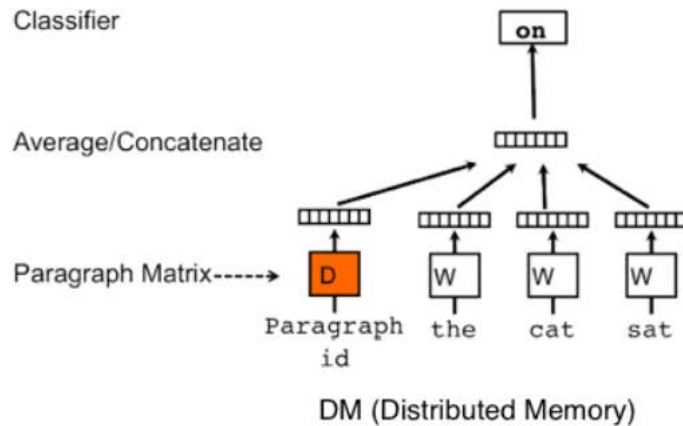 Classifier
on
Average/Concatenate
Paragraph Matrix
D W W W
Paragraph the cat sat
id
DM (Distributed Memory)